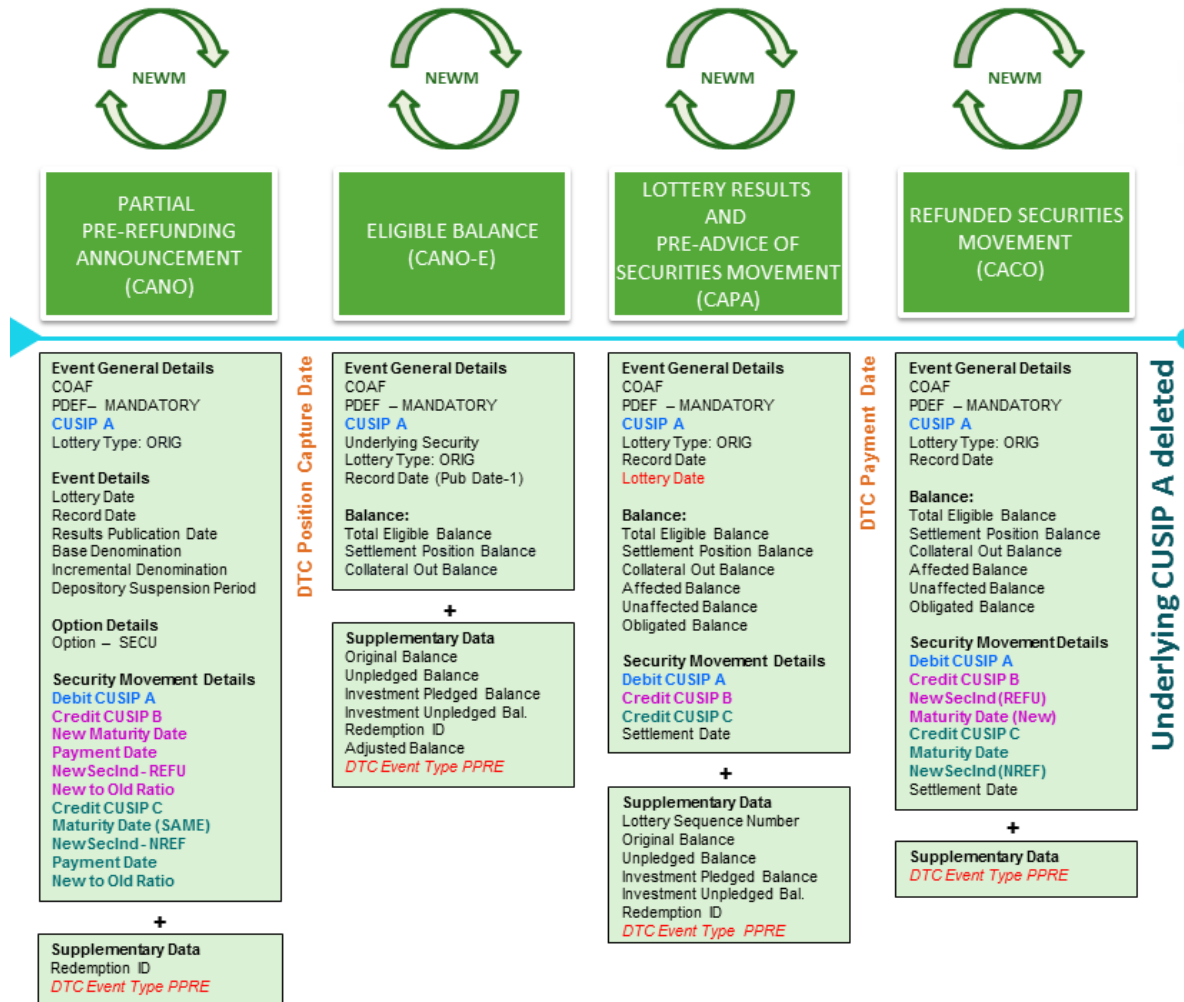 NEWM
NEWM
NEWM
NEWM
PARTIAL
PRE-REFUNDING
ANNOUNCEMENT
(CANO)
ELIGIBLE BALANCE
(CANO-E)
LOTTERY RESULTS
AND
PRE-ADVICE OF
SECURITIES MOVEMENT
(CAPA)
REFUNDED SECURITIES
MOVEMENT
(CACO)
Event General Details
COAF
PDEF– MANDATORY
CUSIP A
Lottery Type: ORIG
Event Details
Lottery Date
Record Date
Results Publication Date
Base Denomination
Incremental Denomination
Depository Suspension Period
Option Details
Option – SECU
Security Movement Details
Debit CUSIP A
Credit CUSIP B
New Maturity Date
Payment Date
NewSecInd - REFU
New to Old Ratio
Credit CUSIP C
Maturity Date (SAME)
NewSecInd - NREF
Payment Date
New to Old Ratio
+
Supplementary Data
Redemption ID
DTC Event Type PPRE
DTC Position Capture Date
Event General Details
COAF
PDEF – MANDATORY
CUSIP A
Underlying Security
Lottery Type: ORIG
Record Date (Pub Date-1)
Balance:
Total Eligible Balance
Settlement Position Balance
Collateral Out Balance
+
Supplementary Data
Original Balance
Unpledged Balance
Investment Pledged Balance
Investment Unpledged Bal.
Redemption ID
Adjusted Balance
DTC Event Type PPRE
Event General Details
COAF
PDEF – MANDATORY
CUSIP A
Lottery Type: ORIG
Record Date
Lottery Date
Balance:
Total Eligible Balance
Settlement Position Balance
Collateral Out Balance
Affected Balance
Unaffected Balance
Obligated Balance
Security Movement Details
Debit CUSIP A
Credit CUSIP B
Credit CUSIP C
Settlement Date
+
Supplementary Data
Lottery Sequence Number
Original Balance
Unpledged Balance
Investment Pledged Balance
Investment Unpledged Bal.
Redemption ID
DTC Event Type PPRE
DTC Payment Date
Event General Details
COAF
PDEF – MANDATORY
CUSIP A
Lottery Type: ORIG
Record Date
Balance:
Total Eligible Balance
Settlement Position Balance
Collateral Out Balance
Affected Balance
Unaffected Balance
Obligated Balance
Security Movement Details
Debit CUSIP A
Credit CUSIP B
NewSecInd (REFU)
Maturity Date (New)
Credit CUSIP C
Maturity Date
NewSecInd (NREF)
Settlement Date
+
Supplementary Data
DTC Event Type PPRE
Underlying CUSIP A deleted